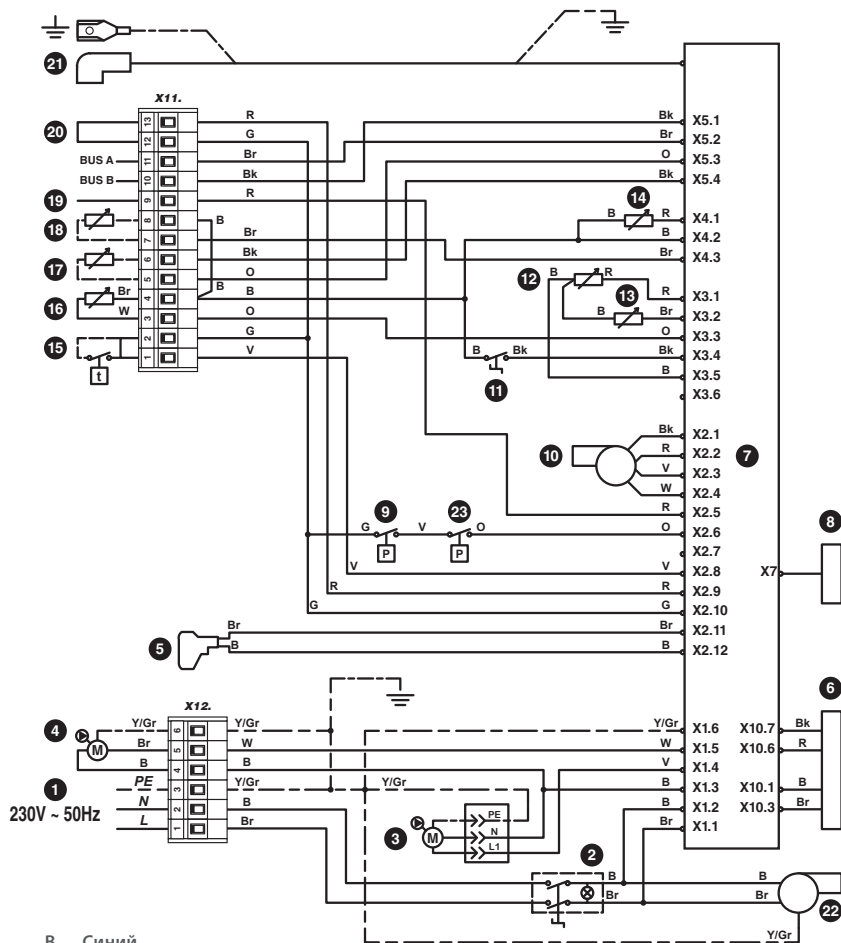 21
X11.
13 R Bk X5.1
20
12 G Br X5.2
BUS A 11 Br O X5.3
BUS B 10 Bk Bk X5.4
19 9 R
14
8 B B R X4.1
18
7 Br B X4.2
6 Bk Br X4.3
17
5 O B
12 B R
16 Br 4 B R X3.1
13 B Br X3.2
W 3 O O X3.3
15 2 G
1 V B Bk Bk X3.4
t
11
B X3.5
X3.6
Bk X2.1
10 R X2.2 7
V X2.3
W X2.4
R X2.5
9 23 8
G V O O X2.6
P P
X2.7
V V X2.8 X7
R R X2.9
G G X2.10
5 Br Br X2.11
B B X2.12
6
X12.
4 Y/Gr 6 Y/Gr Y/Gr X1.6 X10.7 Bk
M Br 5 W W X1.5 X10.6 R
B 4 B V X1.4
1 PE 3 Y/Gr Y/Gr B X1.3 X10.1 B
230V ~ 50Hz
N 2 B B X1.2 X10.3 Br
L 1 Br Br X1.1
PE
3 M N
L1
2
B B
Br Br
22
Y/Gr
B Синий